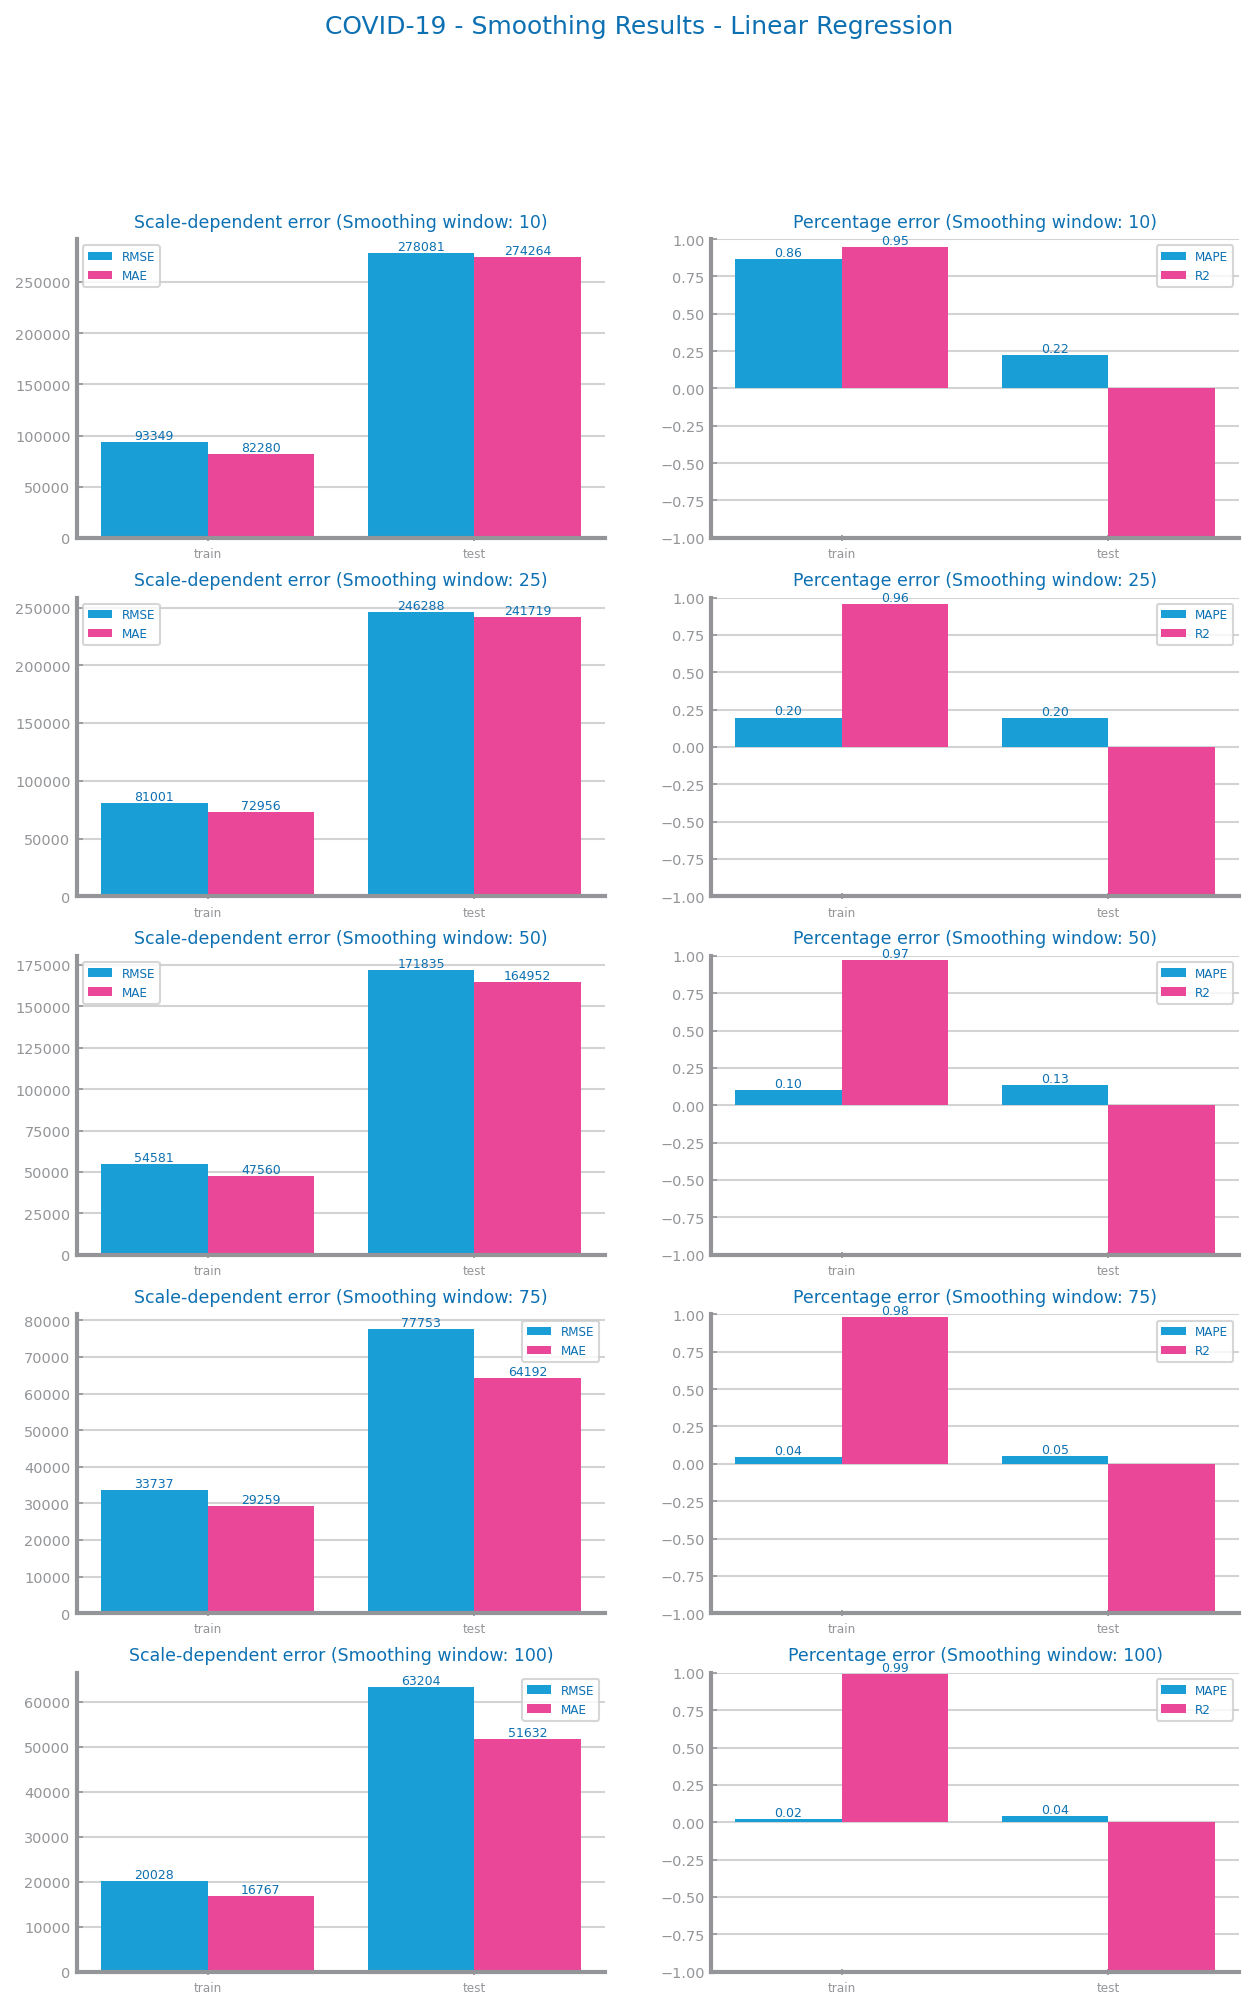 COVID-19 - Smoothing Results - Linear Regression
Scale-dependent error (Smoothing window: 10)
RMSE
MAE
250000
200000
150000
100000
50000
0
93349
82280
278081
274264
train
test
Percentage error (Smoothing window: 10)
MAPE
R2
1.00
0.75
0.50
0.25
0.00
−0.25
−0.50
−0.75
−1.00
0.86
0.95
0.22
train
test
Scale-dependent error (Smoothing window: 25)
RMSE
MAE
250000
200000
150000
100000
50000
0
81001
72956
246288
241719
train
test
Percentage error (Smoothing window: 25)
MAPE
R2
1.00
0.75
0.50
0.25
0.00
−0.25
−0.50
−0.75
−1.00
0.20
0.96
0.20
train
test
Scale-dependent error (Smoothing window: 50)
RMSE
MAE
175000
150000
125000
100000
75000
50000
25000
0
54581
47560
171835
164952
train
test
Percentage error (Smoothing window: 50)
MAPE
R2
1.00
0.75
0.50
0.25
0.00
−0.25
−0.50
−0.75
−1.00
0.10
0.97
0.13
train
test
Scale-dependent error (Smoothing window: 75)
RMSE
MAE
80000
70000
60000
50000
40000
30000
20000
10000
0
33737
29259
77753
64192
train
test
Percentage error (Smoothing window: 75)
MAPE
R2
1.00
0.75
0.50
0.25
0.00
−0.25
−0.50
−0.75
−1.00
0.04
0.98
0.05
train
test
Scale-dependent error (Smoothing window: 100)
RMSE
MAE
60000
50000
40000
30000
20000
10000
0
20028
16767
63204
51632
train
test
Percentage error (Smoothing window: 100)
MAPE
R2
1.00
0.75
0.50
0.25
0.00
−0.25
−0.50
−0.75
−1.00
0.02
0.99
0.04
train
test